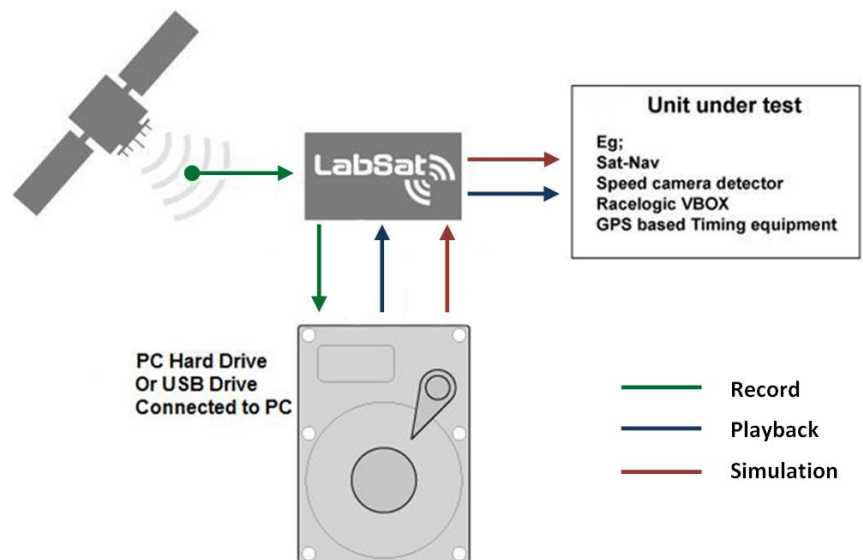 LabSat
Unit under test
Eg;
Sat-Nav
Speed camera detector
Racelogic VBOX
GPS based Timing equipment
PC Hard Drive
Or USB Drive
Connected to PC
Record
Playback
Simulation